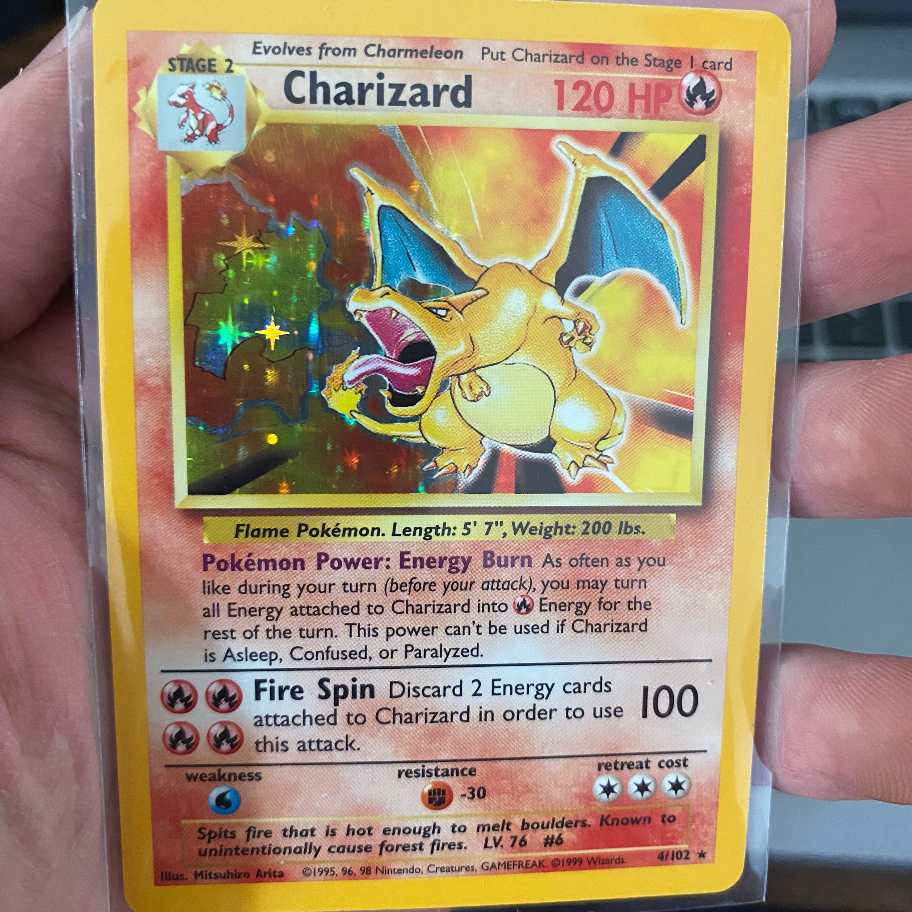 Evolves from Charmeleon Put Charizard on the Stage 1 card
STAGE 2
Charizard 120 HP
Flame Pokémon. Length: 5' 7", Weight: 200 lbs.
Pokémon Power: Energy Burn As often as you
like during your turn (before your attack), you may turn
all Energy attached to Charizard into Energy for the
rest of the turn. This power can't be used if Charizard
is Asleep, Confused, or Paralyzed.
Fire Spin Discard 2 Energy cards
attached to Charizard in order to use 100
this attack.
weakness resistance retreat cost
-30
Spits fire that is hot enough to melt boulders. Known to
unintentionally cause forest fires. LV. 76 #6
Illus. Mitsuhiro Arita ©1995, 96, 98 Nintendo, Creatures, GAMEFREAK. ©1999 Wizards. 4/102 ★